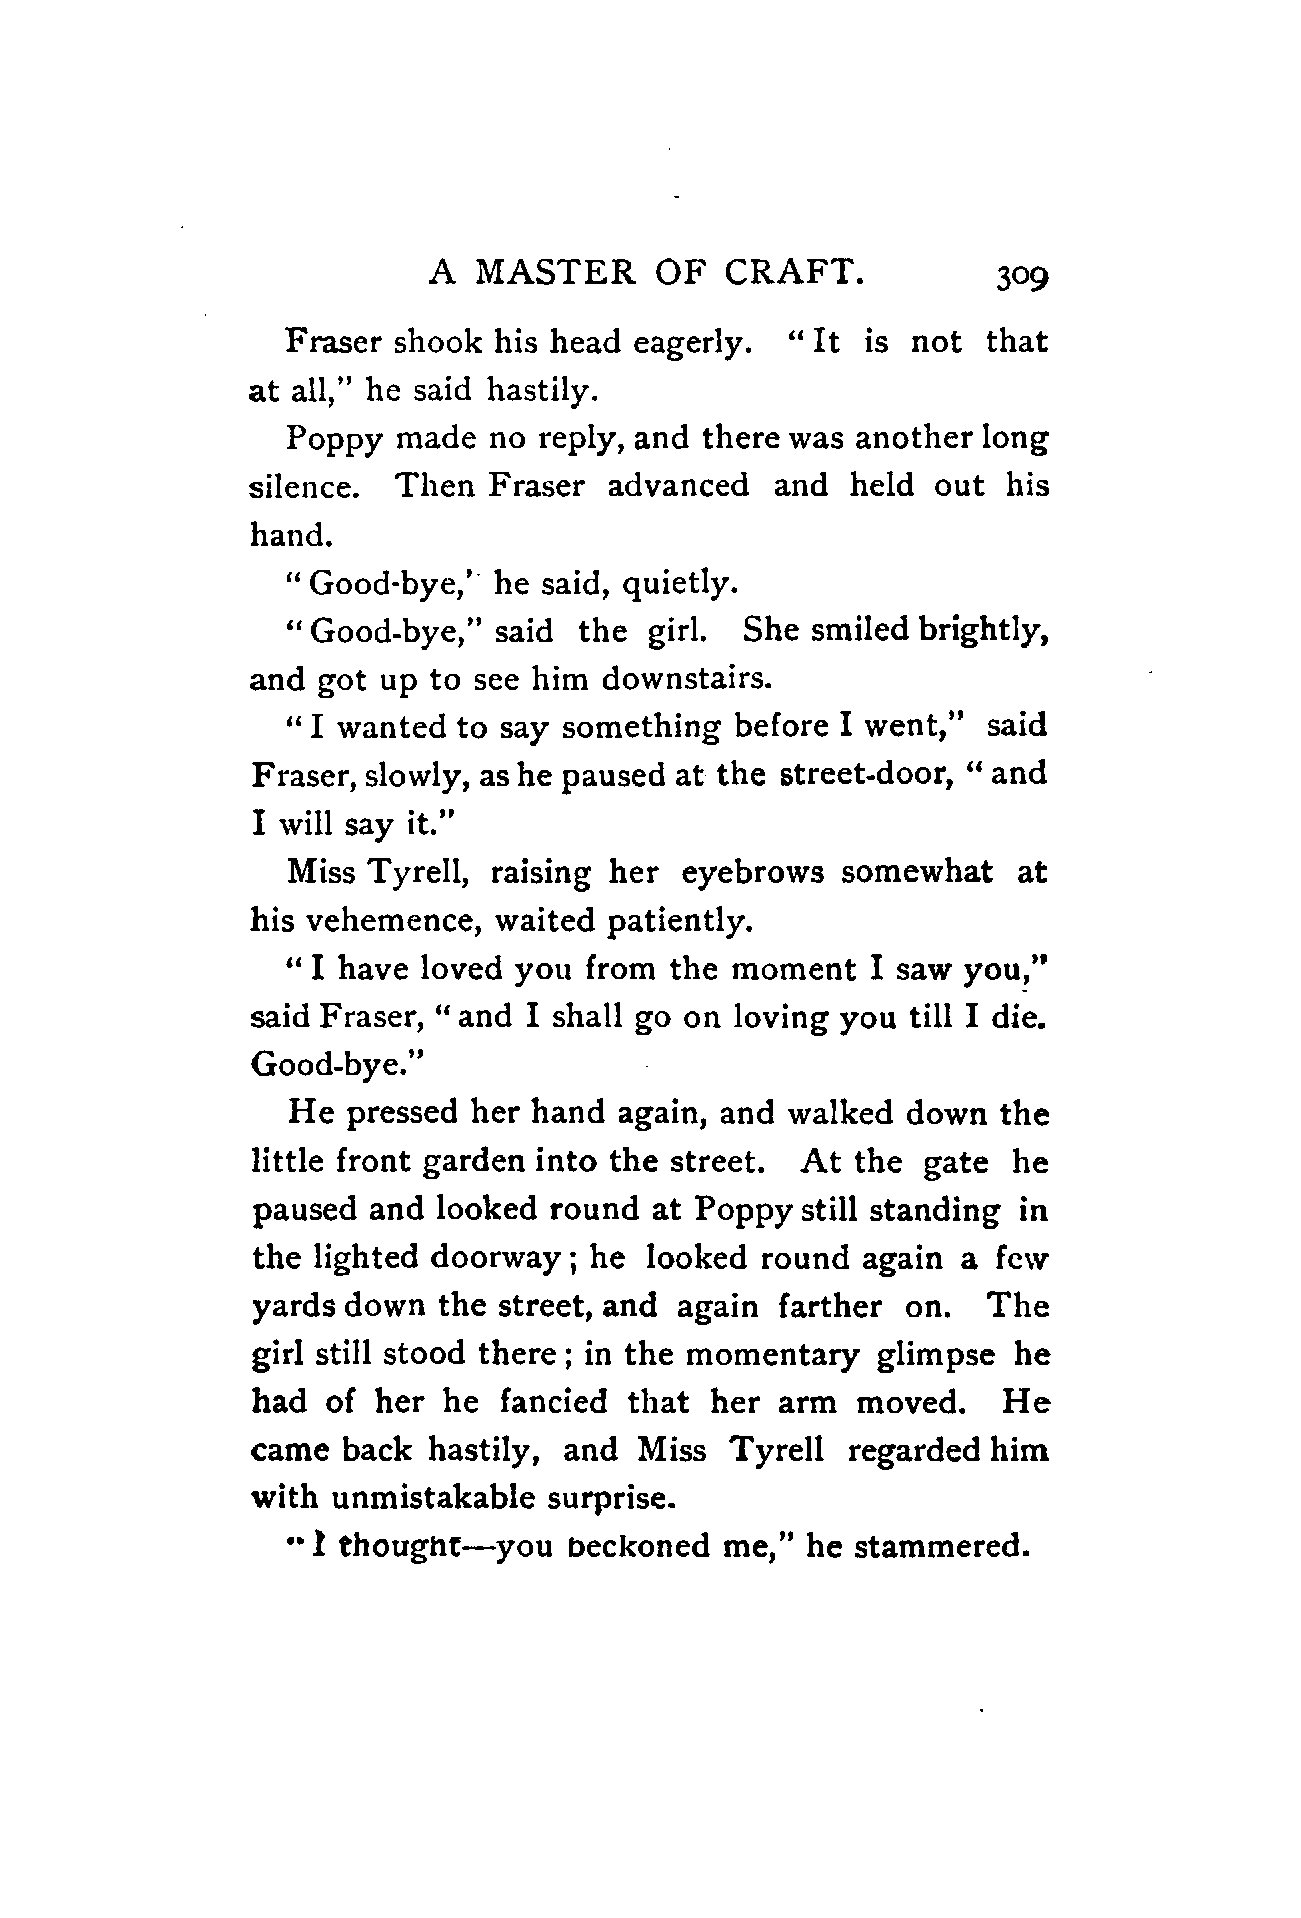 A MASTER OF CRAFT. 309
Fraser shook his head eagerly. "It is not that
at all," he said hastily.
Poppy made no reply, and there was another long
silence. Then Fraser advanced and held out his
hand.
"Good-bye,' he said, quietly.
"Good-bye," said the girl. She smiled brightly,
and got up to see him downstairs.
"I wanted to say something before I went," said
Fraser, slowly, as he paused at the street-door, "and
I will say it."
Miss Tyrell, raising her eyebrows somewhat at
his vehemence, waited patiently.
"I have loved you from the moment I saw you,"
said Fraser, "and I shall go on loving you till I die.
Good-bye."
He pressed her hand again, and walked down the
little front garden into the street. At the gate he
paused and looked round at Poppy still standing in
the lighted doorway; he looked round again a few
yards down the street, and again farther on. The
girl still stood there; in the momentary glimpse he
had of her he fancied that her arm moved. He
came back hastily, and Miss Tyrell regarded him
with unmistakable surprise.
"I thought—you beckoned me," he stammered.